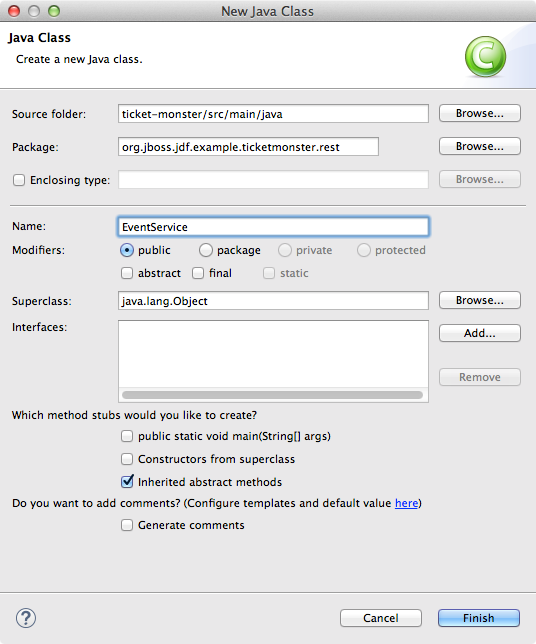 New Java Class
Java Class
Create a new Java class.
Source folder: ticket-monster/src/main/java Browse...
Package: org.jboss.jdf.example.ticketmonster.rest Browse...
Enclosing type: Browse...
Name: EventService
Modifiers: public package private protected
abstract final static
Superclass: java.lang.Object Browse...
Interfaces: Add...
Remove
Which method stubs would you like to create?
public static void main(String[] args)
Constructors from superclass
Inherited abstract methods
Do you want to add comments? (Configure templates and default value here)
Generate comments
? Cancel Finish